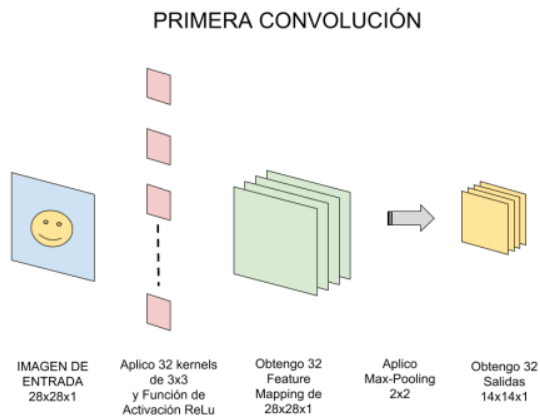 PRIMERA CONVOLUCIÓN
IMAGEN DE
ENTRADA
28x28x1
Aplico 32 kernels
de 3x3
y Función de
Activación ReLu
Obtengo 32
Feature
Mapping de
28x28x1
Aplico
Max-Pooling
2x2
Obtengo 32
Salidas
14x14x1